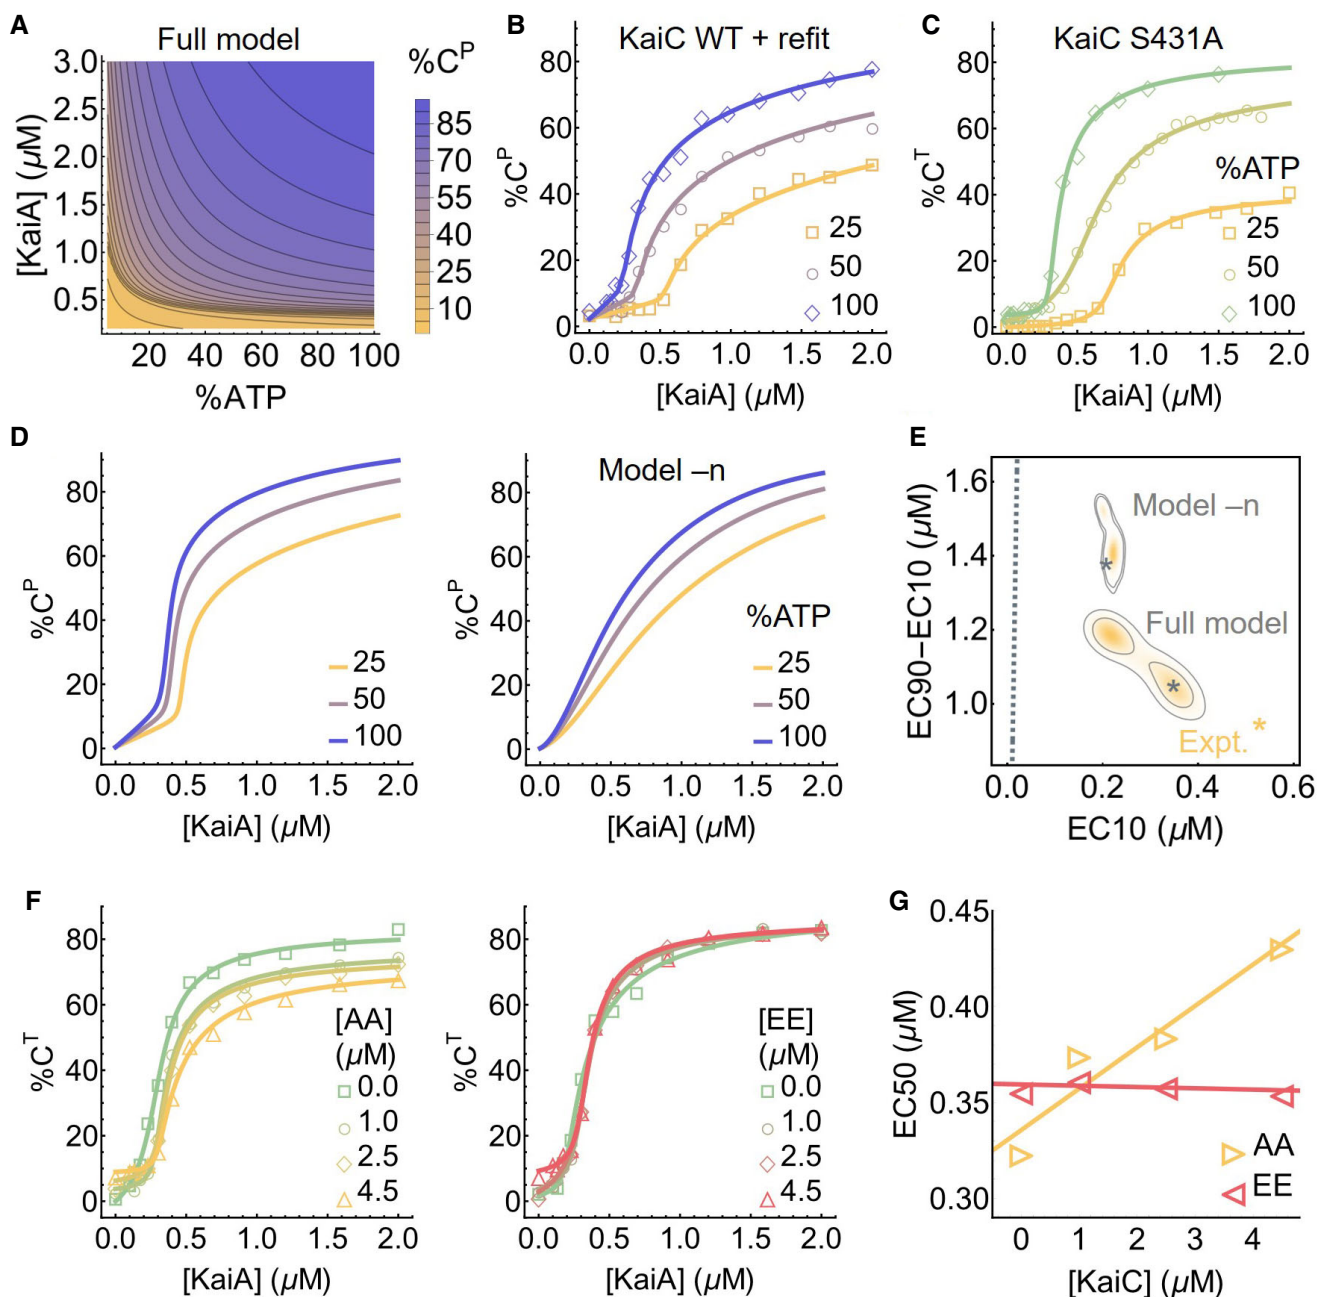 A
Full model
%Cᴾ
[KaiA] (µM)
3.0
2.5
2.0
1.5
1.0
0.5
20 40 60 80 100
%ATP
85
70
55
40
25
10
B
KaiC WT + refit
%Cᴾ
80
60
40
20
0
25
50
100
0.0 0.5 1.0 1.5 2.0
[KaiA] (µM)
C
KaiC S431A
%Cᵀ
80
60
40
20
0
%ATP
25
50
100
0.0 0.5 1.0 1.5 2.0
[KaiA] (µM)
D
%Cᴾ
80
60
40
20
0
25
50
100
0.0 0.5 1.0 1.5 2.0
[KaiA] (µM)
Model –n
%Cᴾ
80
60
40
20
0
%ATP
25
50
100
0.0 0.5 1.0 1.5 2.0
[KaiA] (µM)
E
EC90−EC10 (µM)
1.6
1.4
1.2
1.0
Model –n
*
Full model
*
Expt. *
0.0 0.2 0.4 0.6
EC10 (µM)
F
%Cᵀ
80
60
40
20
0
[AA]
(µM)
0.0
1.0
2.5
4.5
0.0 0.5 1.0 1.5 2.0
[KaiA] (µM)
%Cᵀ
80
60
40
20
0
[EE]
(µM)
0.0
1.0
2.5
4.5
0.0 0.5 1.0 1.5 2.0
[KaiA] (µM)
G
EC50 (µM)
0.45
0.40
0.35
0.30
AA
EE
0 1 2 3 4
[KaiC] (µM)